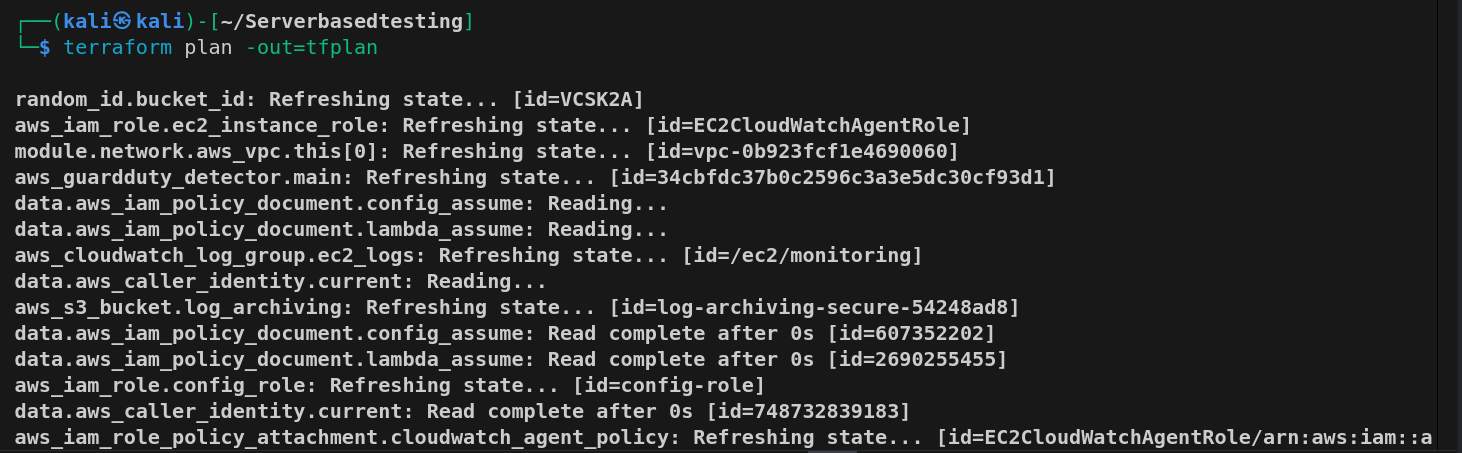 ┌──(kali㉿kali)-[~/Serverbasedtesting]
└─$ terraform plan -out=tfplan
random_id.bucket_id: Refreshing state... [id=VCSK2A]
aws_iam_role.ec2_instance_role: Refreshing state... [id=EC2CloudWatchAgentRole]
module.network.aws_vpc.this[0]: Refreshing state... [id=vpc-0b923fcf1e4690060]
aws_guardduty_detector.main: Refreshing state... [id=34cbfdc37b0c2596c3a3e5dc30cf93d1]
data.aws_iam_policy_document.config_assume: Reading...
data.aws_iam_policy_document.lambda_assume: Reading...
aws_cloudwatch_log_group.ec2_logs: Refreshing state... [id=/ec2/monitoring]
data.aws_caller_identity.current: Reading...
aws_s3_bucket.log_archiving: Refreshing state... [id=log-archiving-secure-54248ad8]
data.aws_iam_policy_document.config_assume: Read complete after 0s [id=607352202]
data.aws_iam_policy_document.lambda_assume: Read complete after 0s [id=2690255455]
aws_iam_role.config_role: Refreshing state... [id=config-role]
data.aws_caller_identity.current: Read complete after 0s [id=748732839183]
aws_iam_role_policy_attachment.cloudwatch_agent_policy: Refreshing state... [id=EC2CloudWatchAgentRole/arn:aws:iam::a